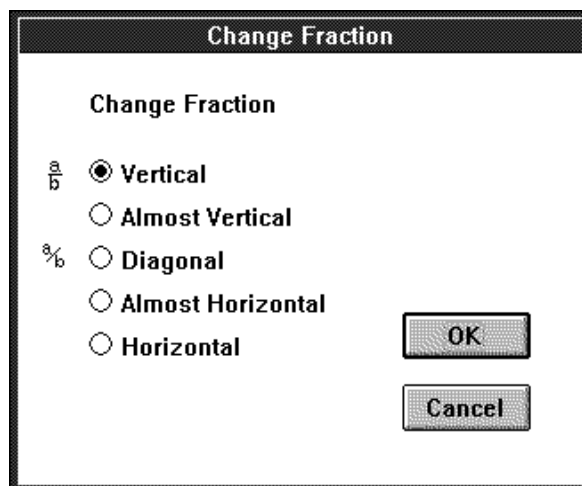 Change Fraction
Change Fraction
a/b Vertical
Almost Vertical
a/b Diagonal
Almost Horizontal
Horizontal
OK
Cancel